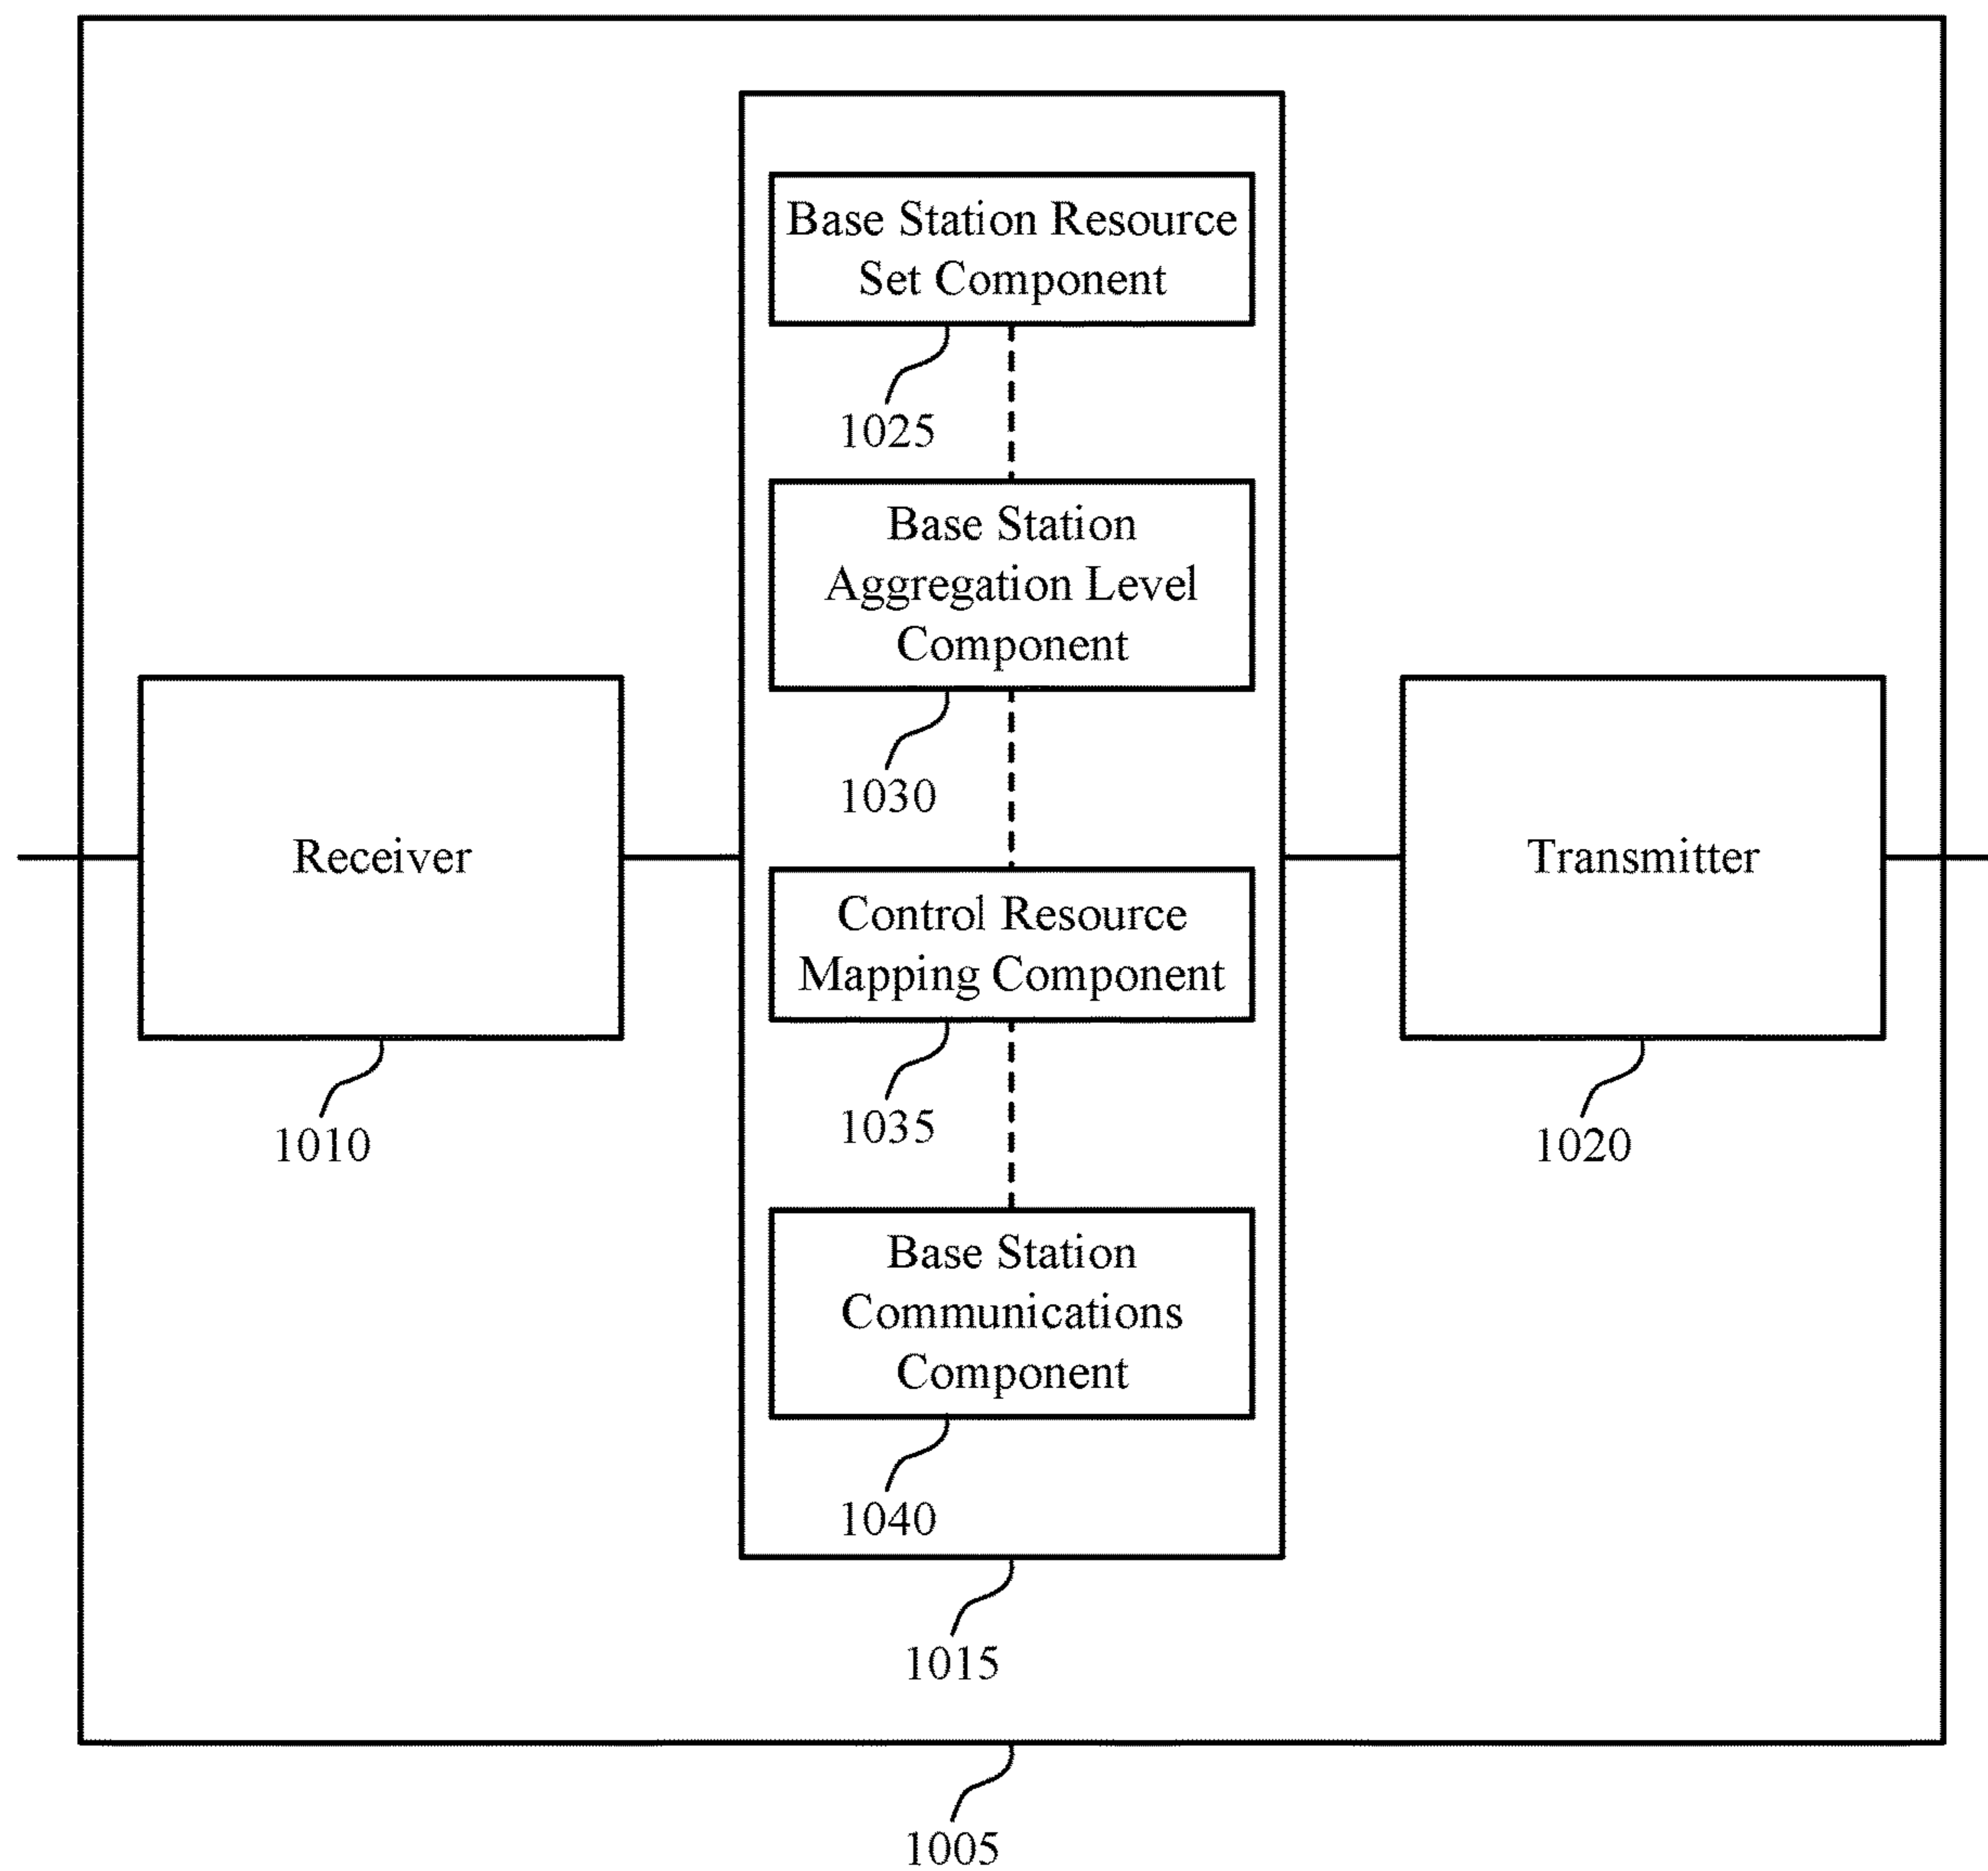 Base Station Resource
Set Component
1025
Base Station
Aggregation Level
Component
1030
Receiver
1010
Control Resource
Mapping Component
1035
Transmitter
1020
Base Station
Communications
Component
1040
1015
1005